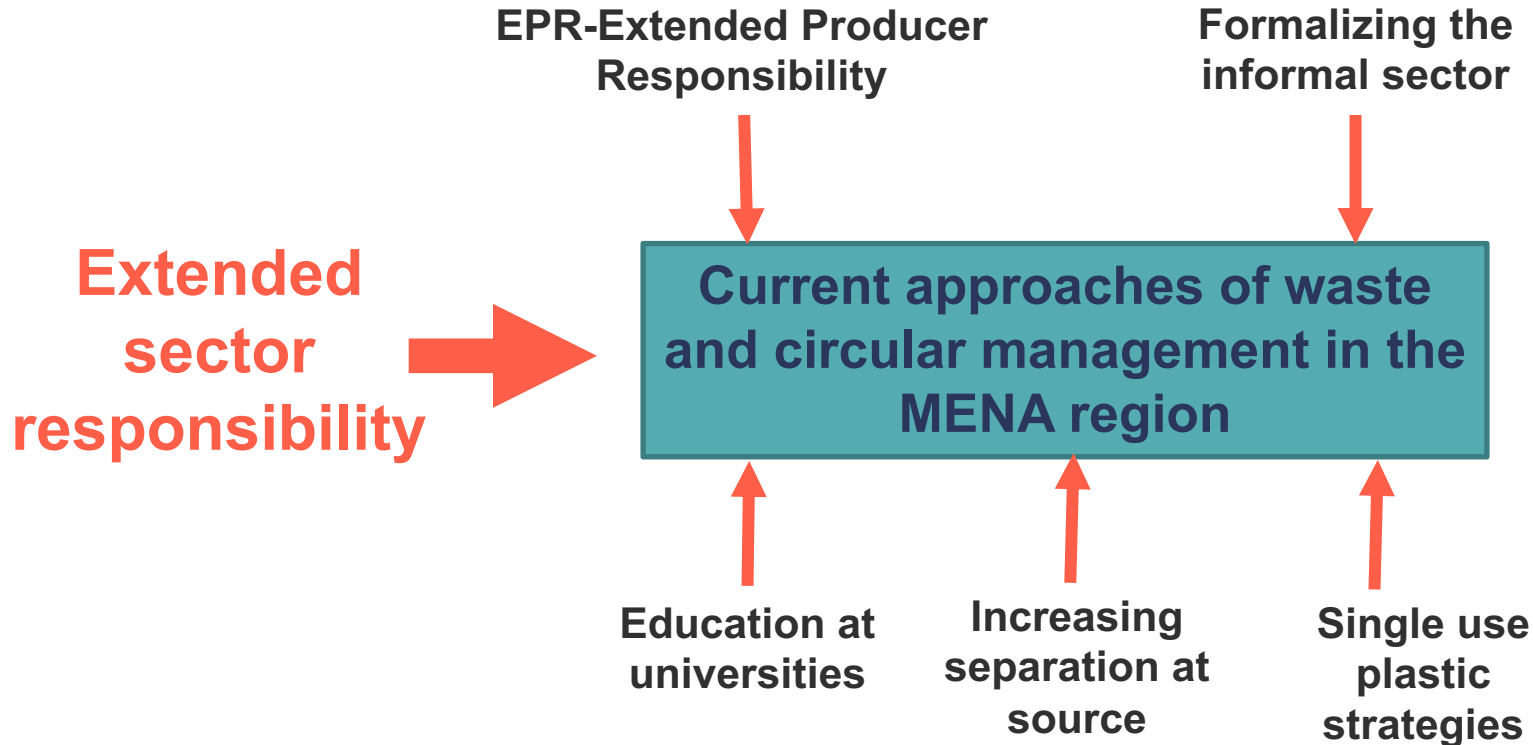 EPR-Extended Producer
Responsibility
Formalizing the
informal sector
Extended
sector
responsibility
Current approaches of waste
and circular management in the
MENA region
Education at
universities
Increasing
separation at
source
Single use
plastic
strategies